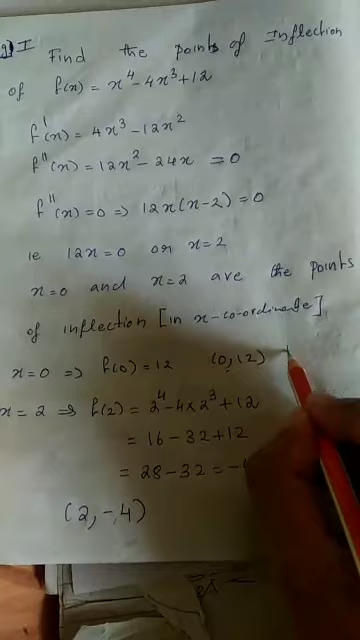 g) I Find the points of Inflection
of f(x) = x⁴ - 4x³ + 12
f'(x) = 4x³ - 12x²
f''(x) = 12x² - 24x = 0
f''(x) = 0 ⇒ 12x(x-2) = 0
ie 12x = 0 or x = 2
x = 0 and x = 2 are the points
of inflection [in x-co-ordinate]
x = 0 ⇒ f(0) = 12 (0, 12)
x = 2 ⇒ f(2) = 2⁴ - 4 × 2³ + 12
= 16 - 32 + 12
= 28 - 32 = -4
(2, -4)